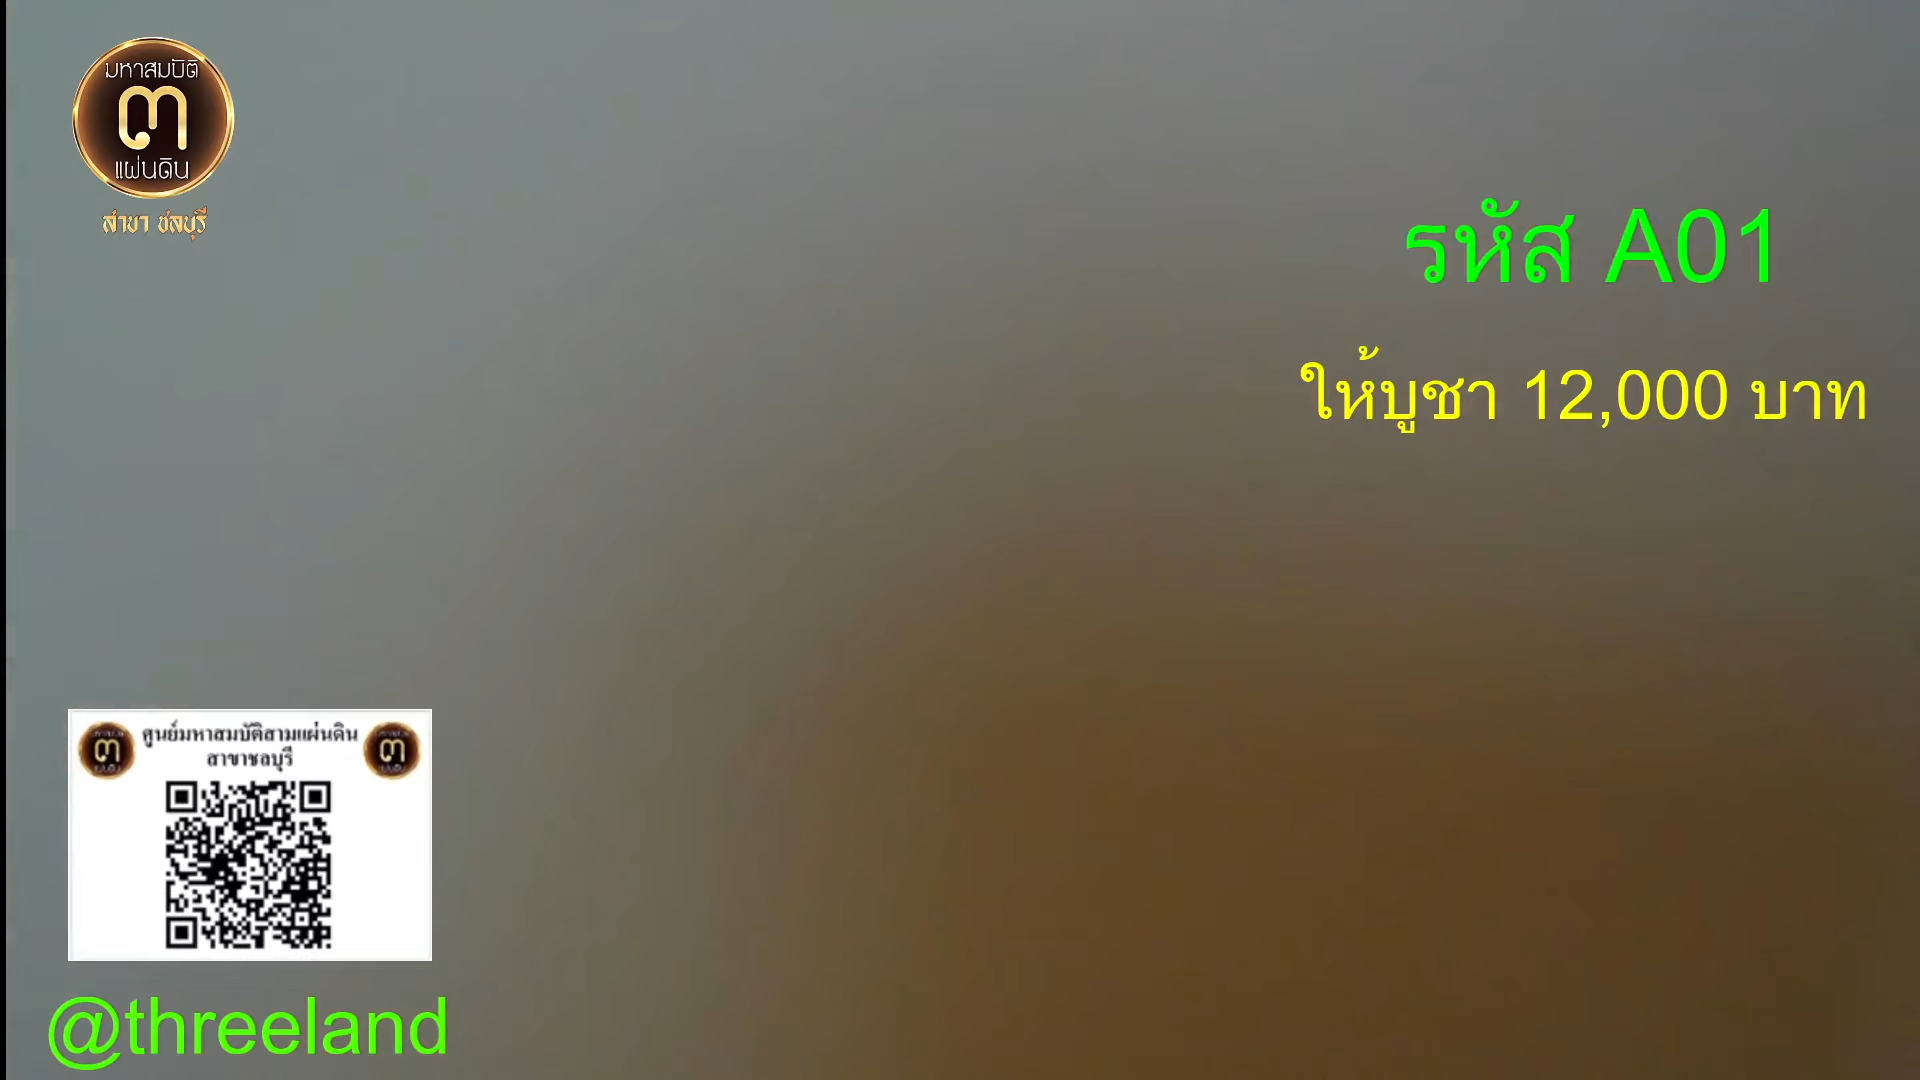 มหาสมบัติ
๓
แผ่นดิน
สาขา ชลบุรี
รหัส A01
ให้บูชา 12,000 บาท
ศูนย์มหาสมบัติสามแผ่นดิน
สาขาชลบุรี
๓
๓
@threeland